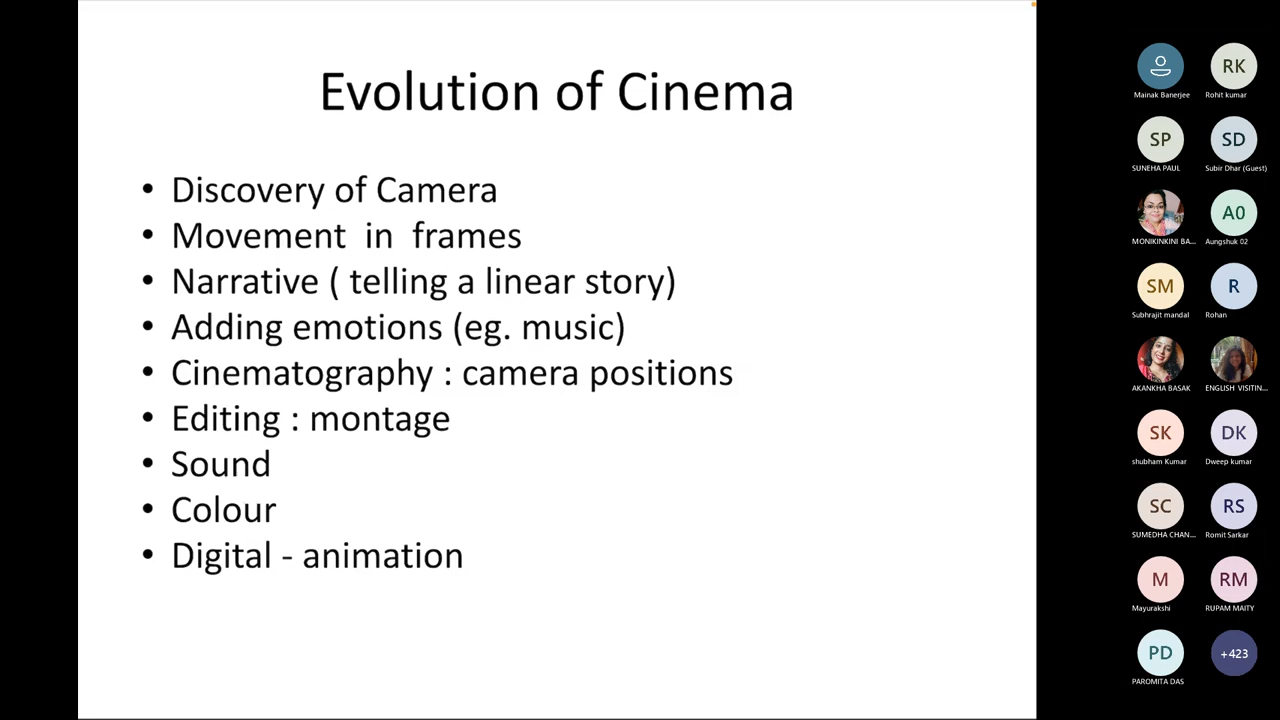 Evolution of Cinema
• Discovery of Camera
• Movement in frames
• Narrative ( telling a linear story)
• Adding emotions (eg. music)
• Cinematography : camera positions
• Editing : montage
• Sound
• Colour
• Digital - animation
Mainak Banerjee
RK
Rohit kumar
SP
SUNEHA PAUL
SD
Subir Dhar (Guest)
MONIKINKINI BA...
A0
Aungshuk 02
SM
Subhrajit mandal
R
Rohan
AKANKHA BASAK
ENGLISH VISITIN...
SK
shubham Kumar
DK
Dweep kumar
SC
SUMEDHA CHAN...
RS
Romit Sarkar
M
Mayurakshi
RM
RUPAM MAITY
PD
PAROMITA DAS
+423